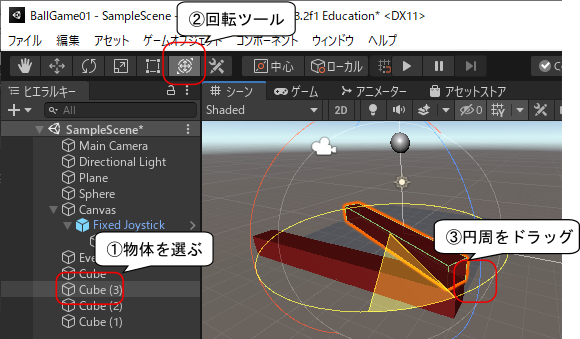 BallGame01 - SampleScene - 3.2f1 Education* <DX11>
②回転ツール
ファイル 編集 アセット ゲームオブジェクト コンポーネント ウィンドウ ヘルプ
中心 ローカル Co
ヒエラルキー
シーン ゲーム アニメーター アセットストア
All
Shaded 2D 0
SampleScene*
Main Camera
Directional Light
Plane
Sphere
Canvas
Fixed Joystick
①物体を選ぶ
③円周をドラッグ
Eve
Cube
Cube (3)
Cube (2)
Cube (1)